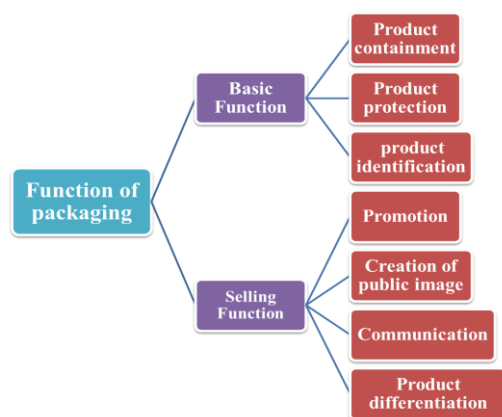 Function of
packaging
Basic
Function
Product
containment
Product
protection
product
identification
Selling
Function
Promotion
Creation of
public image
Communication
Product
differentiation